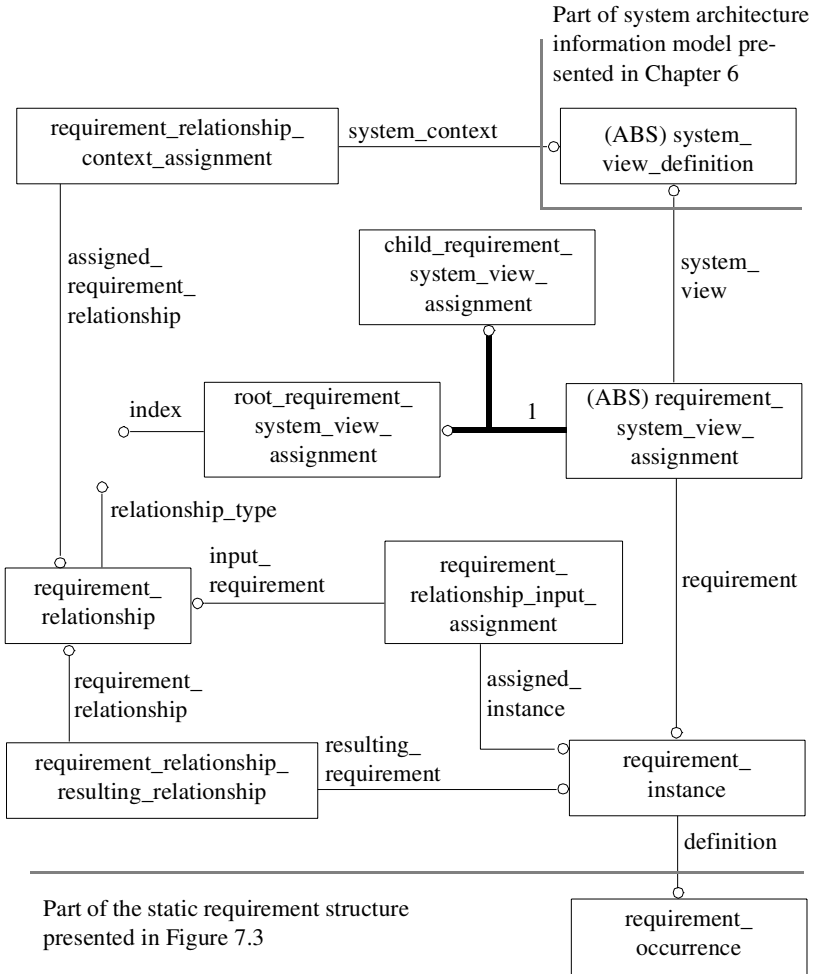 Part of system architecture
information model pre-
sented in Chapter 6
requirement_relationship_
context_assignment
system_context
(ABS) system_
view_definition
assigned_
requirement_
relationship
child_requirement_
system_view_
assignment
system_
view
index
root_requirement_
system_view_
assignment
1
(ABS) requirement_
system_view_
assignment
relationship_type
requirement_
relationship
input_
requirement
requirement_
relationship_input_
assignment
requirement
requirement_
relationship
assigned_
instance
requirement_relationship_
resulting_relationship
resulting_
requirement
requirement_
instance
definition
Part of the static requirement structure
presented in Figure 7.3
requirement_
occurrence